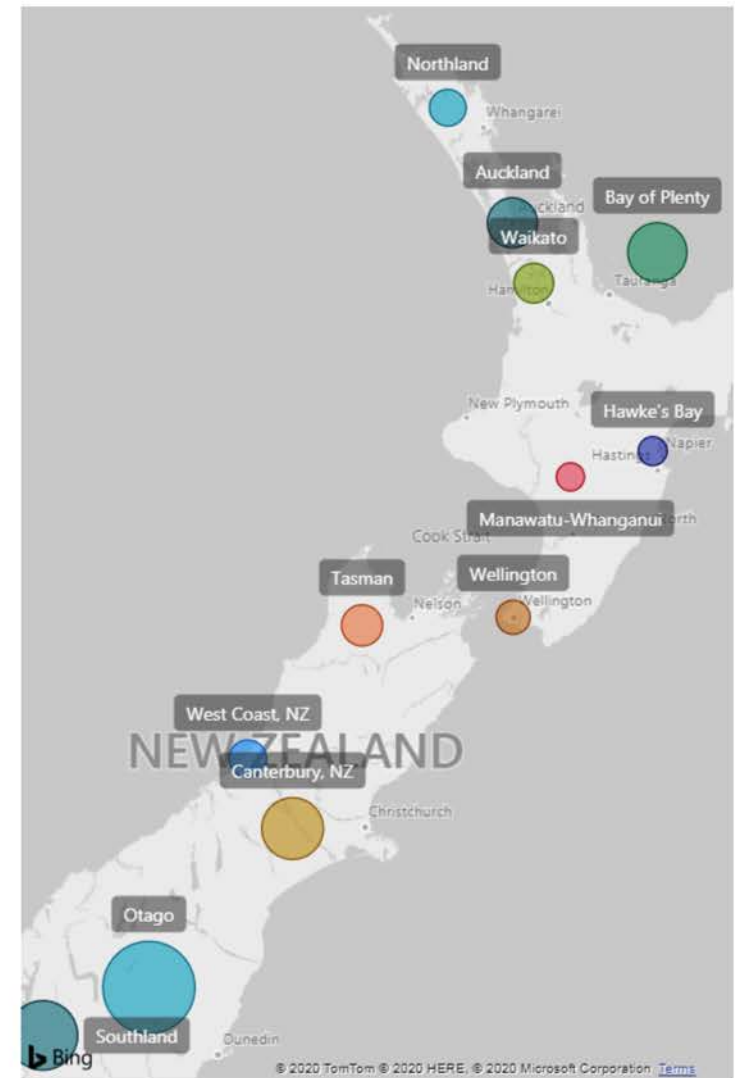 Northland
Whangarei
Auckland
Auckland
Bay of Plenty
Waikato
Hamilton
Tauranga
New Plymouth
Hawke's Bay
Napier
Hastings
Manawatu-Whanganui
North
Cook Strait
Tasman
Wellington
Nelson
Wellington
West Coast, NZ
NEW ZEALAND
Canterbury, NZ
Christchurch
Otago
Southland
Dunedin
Bing
© 2020 TomTom © 2020 HERE, © 2020 Microsoft Corporation Terms